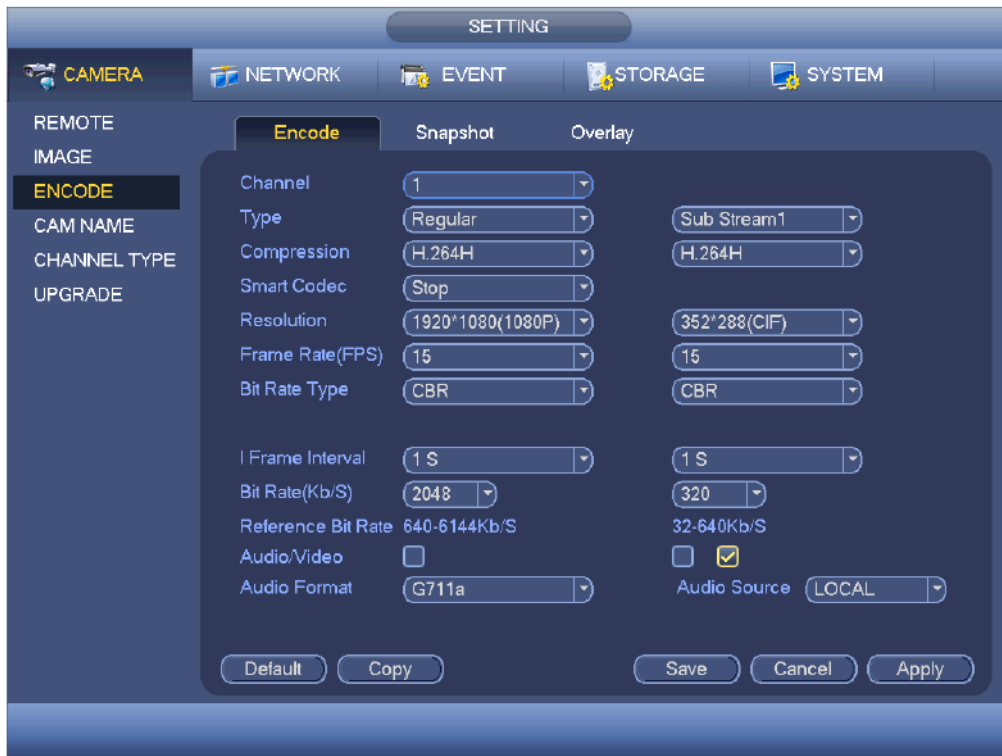 SETTING
CAMERA NETWORK EVENT STORAGE SYSTEM
REMOTE
IMAGE
ENCODE
CAM NAME
CHANNEL TYPE
UPGRADE
Encode Snapshot Overlay
Channel 1
Type Regular Sub Stream1
Compression H.264H H.264H
Smart Codec Stop
Resolution 1920*1080(1080P) 352*288(CIF)
Frame Rate(FPS) 15 15
Bit Rate Type CBR CBR
I Frame Interval 1 S 1 S
Bit Rate(Kb/S) 2048 320
Reference Bit Rate 640-6144Kb/S 32-640Kb/S
Audio/Video
Audio Format G711a Audio Source LOCAL
Default Copy Save Cancel Apply